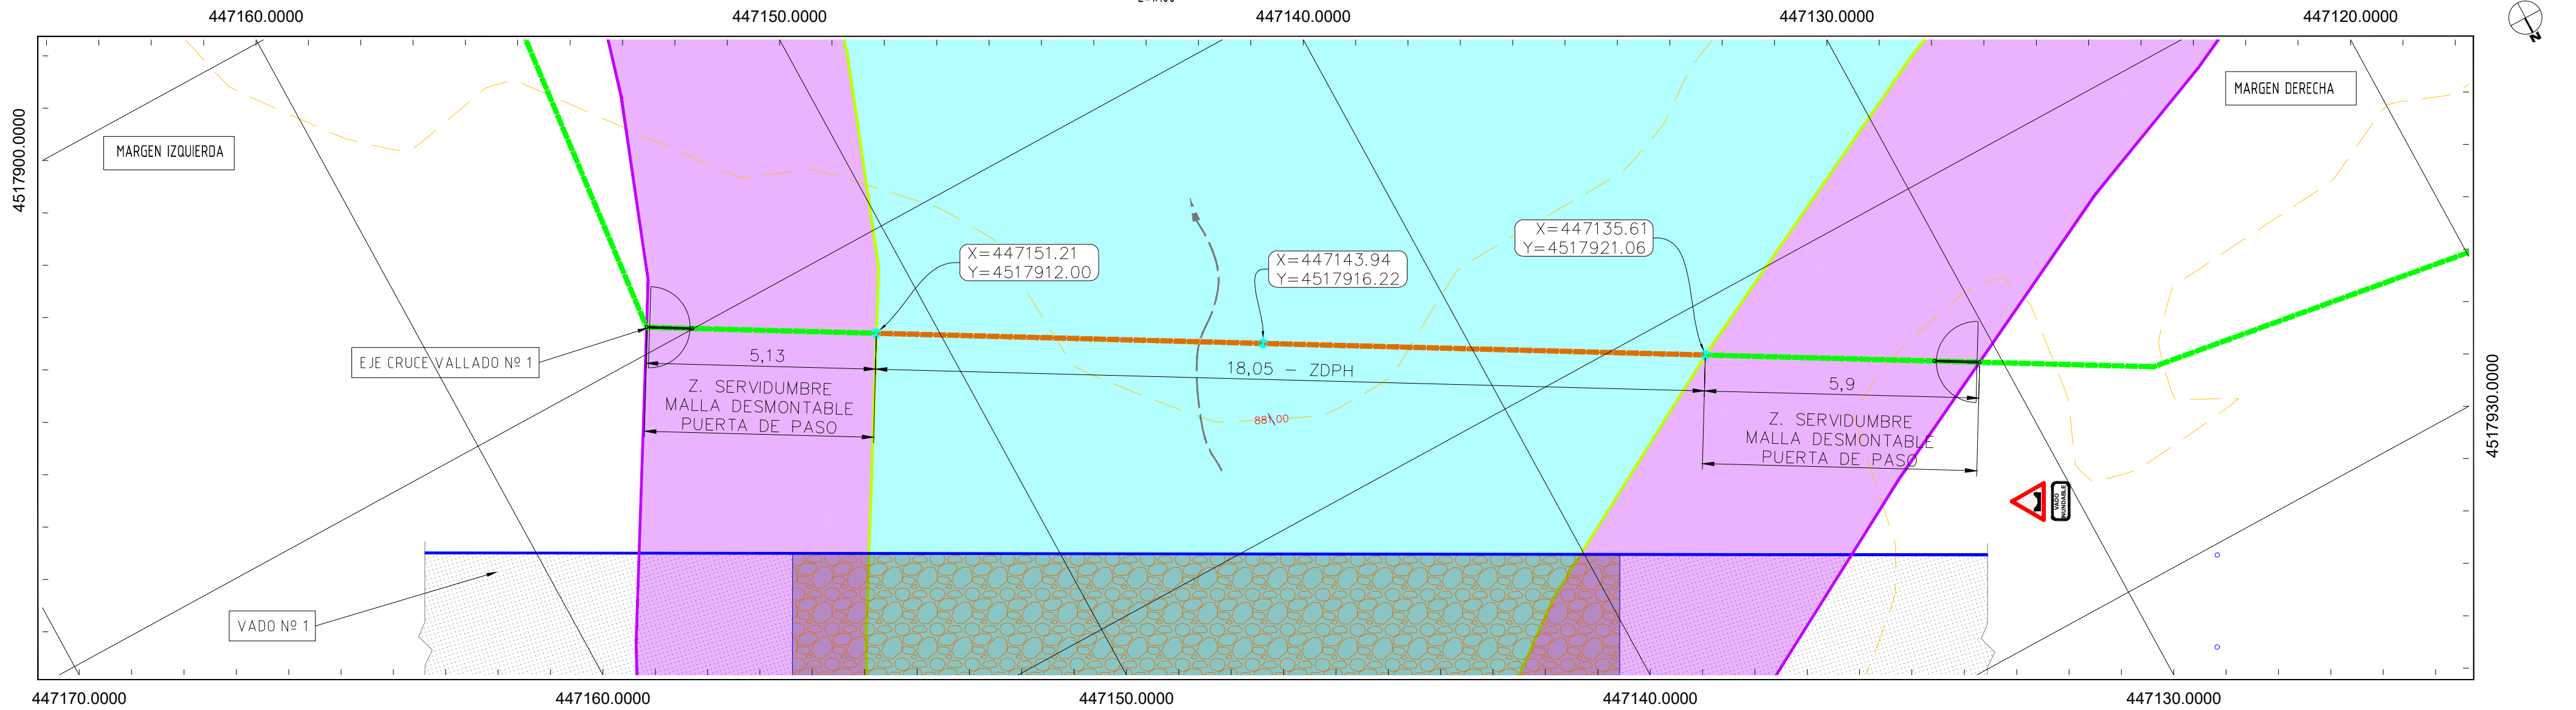 447160.0000
447150.0000
447140.0000
447130.0000
447120.0000
N
4517900.0000
MARGEN IZQUIERDA
MARGEN DERECHA
X=447151.21
Y=4517912.00
X=447143.94
Y=4517916.22
X=447135.61
Y=4517921.06
EJE CRUCE VALLADO Nº 1
5,13
Z. SERVIDUMBRE
MALLA DESMONTABLE
PUERTA DE PASO
18,05 - ZDPH
881.00
5,9
Z. SERVIDUMBRE
MALLA DESMONTABLE
PUERTA DE PASO
4517930.0000
VADO
INUNDABLE
VADO Nº 1
447170.0000
447160.0000
447150.0000
447140.0000
447130.0000